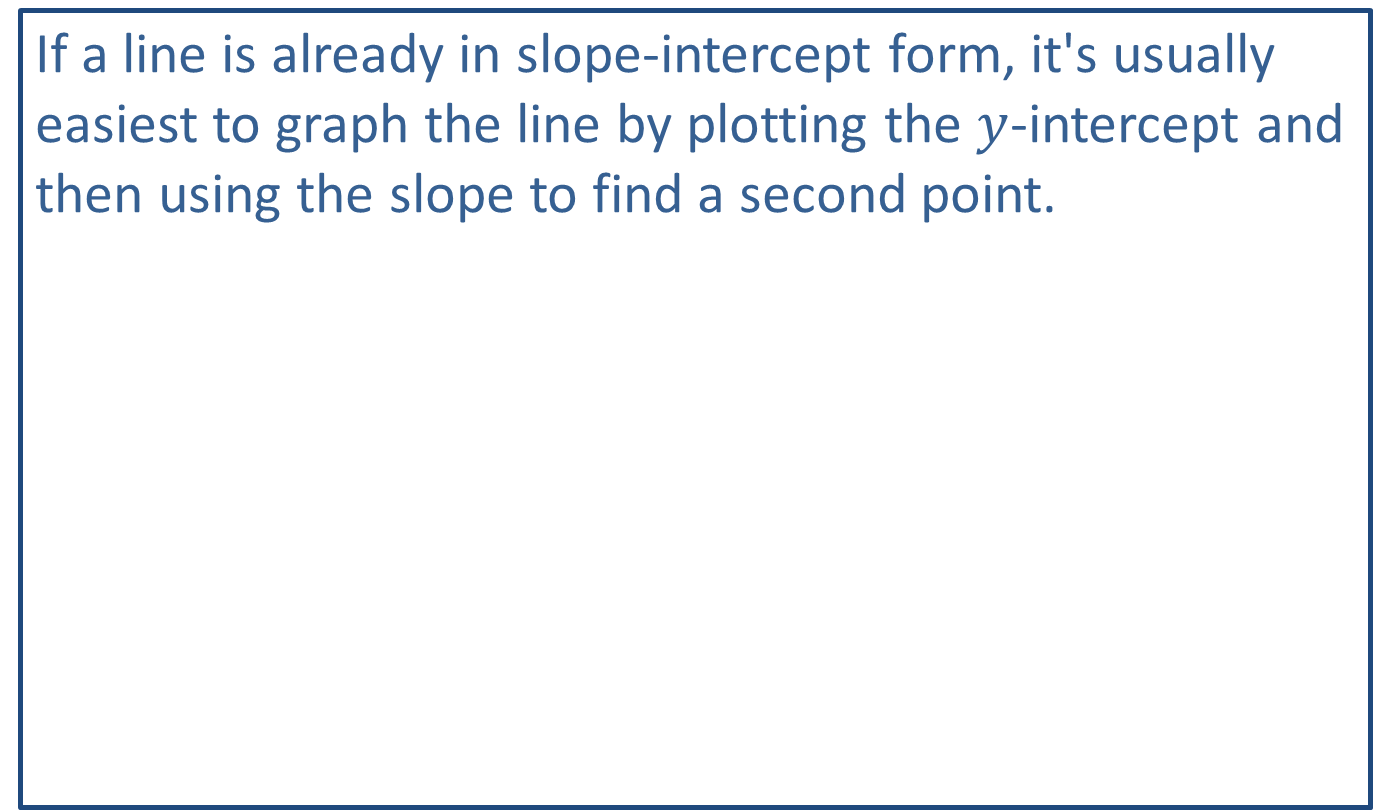 If a line is already in slope-intercept form, it's usually
easiest to graph the line by plotting the y-intercept and
then using the slope to find a second point.